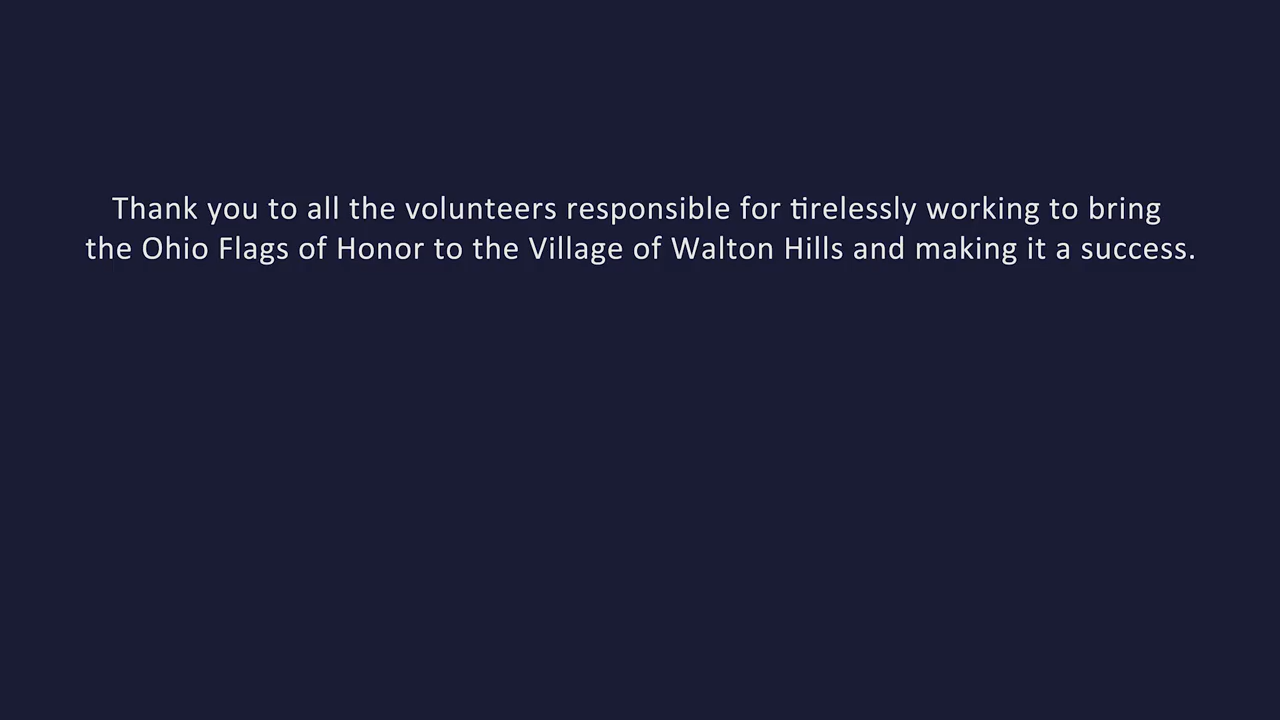 Thank you to all the volunteers responsible for tirelessly working to bring
the Ohio Flags of Honor to the Village of Walton Hills and making it a success.